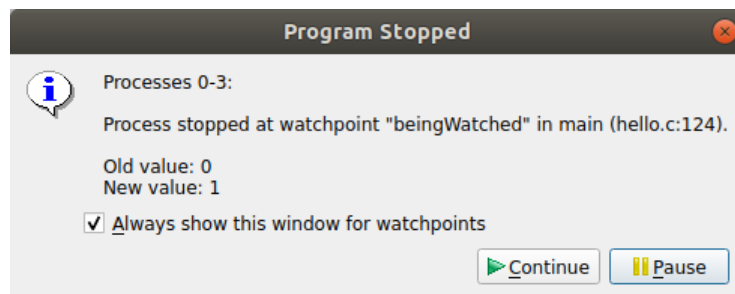 Program Stopped
Processes 0-3:
Process stopped at watchpoint "beingWatched" in main (hello.c:124).
Old value: 0
New value: 1
Always show this window for watchpoints
Continue
Pause